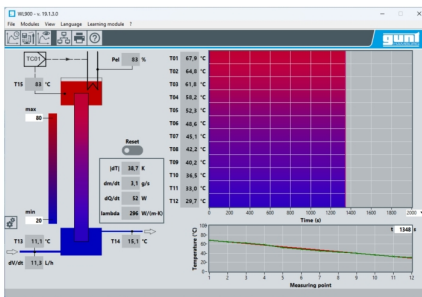 WL900 - v. 19.1.3.0
File Modules View Language Learning module ?
gunt
TC01
Pel 83 %
T15 83 °C
max
80
min
20
Reset
|dT| 38,7 K
dm/dt 3,1 g/s
dQ/dt 52 W
lambda 296 W/(m·K)
T13 11,1 °C
T14 15,1 °C
dV/dt 11,3 L/h
T01 67,9 °C
T02 64,8 °C
T03 61,8 °C
T04 58,2 °C
T05 52,3 °C
T06 48,6 °C
T07 45,1 °C
T08 42,2 °C
T09 40,2 °C
T10 36,5 °C
T11 33,0 °C
T12 29,7 °C
0 200 400 600 800 1000 1200 1400 1600 1800 2000
Time (s)
t 1348 s
Temperature (°C)
100
80
60
40
20
0
1 2 3 4 5 6 7 8 9 10 11 12
Measuring point